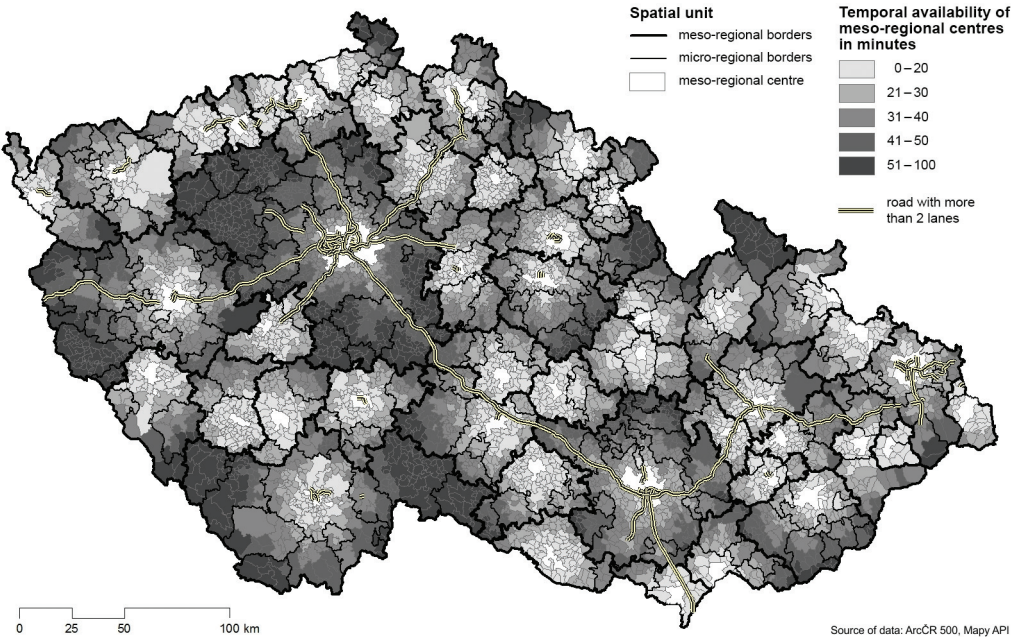 Spatial unit
meso-regional borders
micro-regional borders
meso-regional centre
Temporal availability of
meso-regional centres
in minutes
0–20
21–30
31–40
41–50
51–100
road with more
than 2 lanes
0 25 50 100 km
Source of data: ArcČR 500, Mapy API